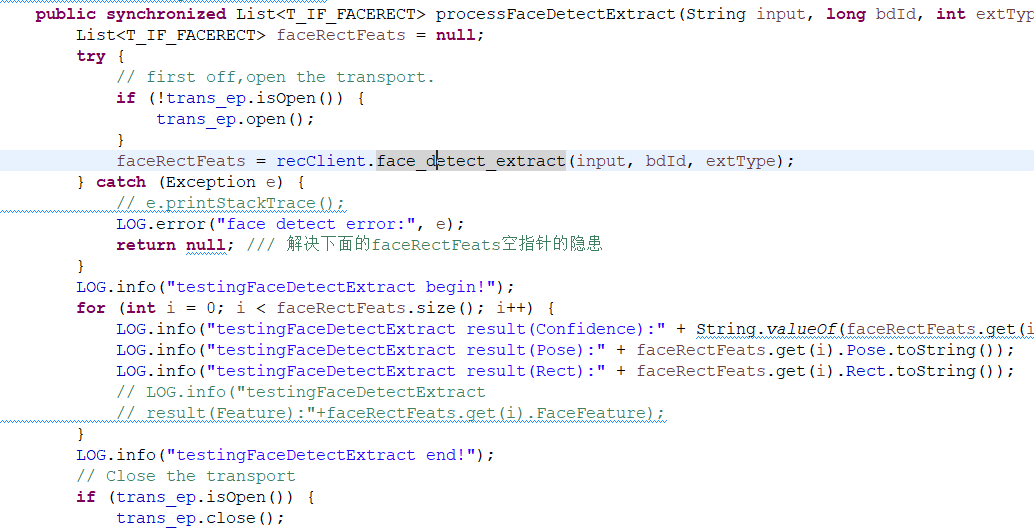 public synchronized List<T_IF_FACERECT> processFaceDetectExtract(String input, long bdId, int extTyp
List<T_IF_FACERECT> faceRectFeats = null;
try {
// first off,open the transport.
if (!trans_ep.isOpen()) {
trans_ep.open();
}
faceRectFeats = recClient.face_detect_extract(input, bdId, extType);
} catch (Exception e) {
// e.printStackTrace();
LOG.error("face detect error:", e);
return null; /// 解决下面的faceRectFeats空指针的隐患
}
LOG.info("testingFaceDetectExtract begin!");
for (int i = 0; i < faceRectFeats.size(); i++) {
LOG.info("testingFaceDetectExtract result(Confidence):" + String.valueOf(faceRectFeats.get(i
LOG.info("testingFaceDetectExtract result(Pose):" + faceRectFeats.get(i).Pose.toString());
LOG.info("testingFaceDetectExtract result(Rect):" + faceRectFeats.get(i).Rect.toString());
// LOG.info("testingFaceDetectExtract
// result(Feature):"+faceRectFeats.get(i).FaceFeature);
}
LOG.info("testingFaceDetectExtract end!");
// Close the transport
if (trans_ep.isOpen()) {
trans_ep.close();